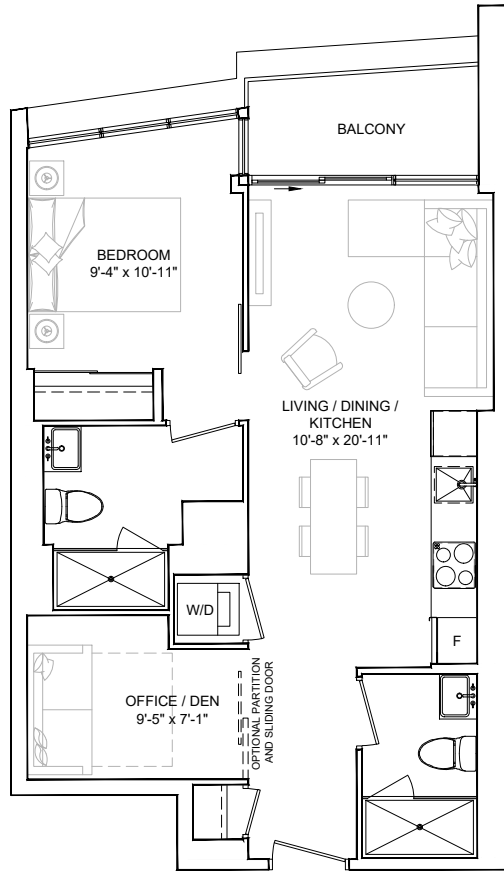 BALCONY
BEDROOM
9'-4" x 10'-11"
LIVING / DINING /
KITCHEN
10'-8" x 20'-11"
W/D
F
OFFICE / DEN
9'-5" x 7'-1"
OPTIONAL PARTITION
AND SLIDING DOOR